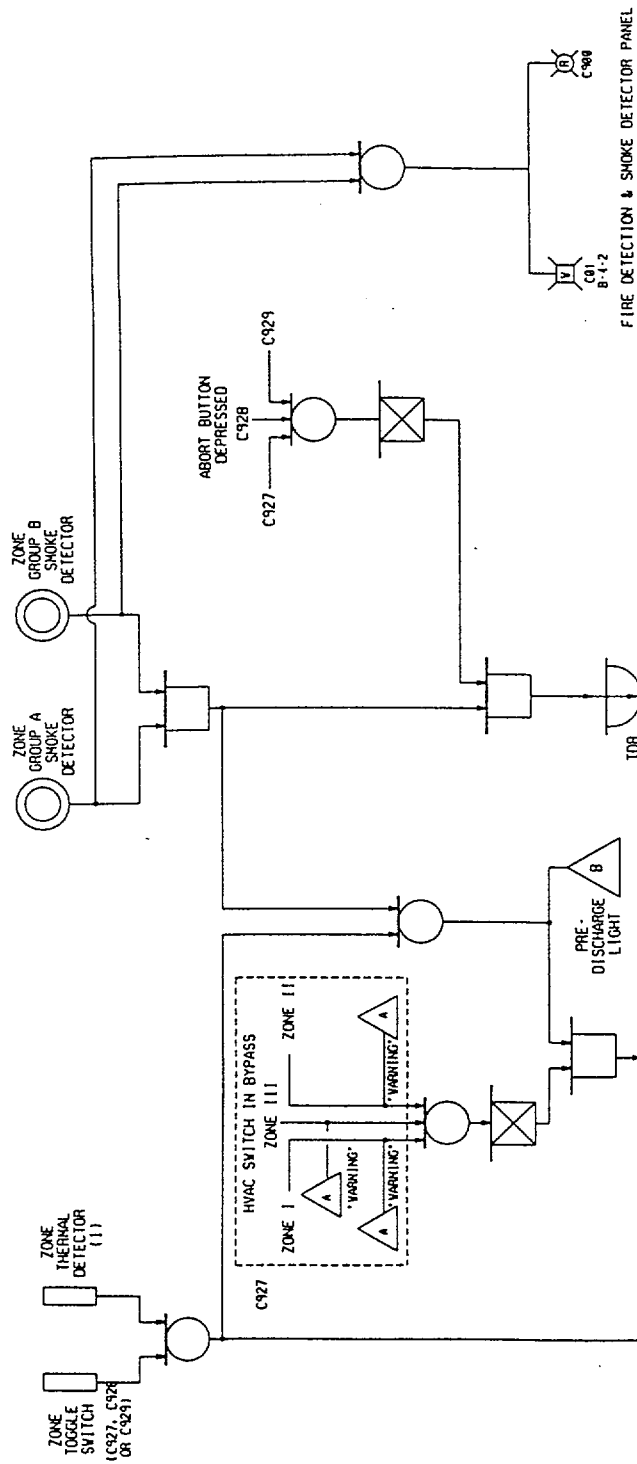 ZONE
TOGGLE
SWITCH
(C927, C928
OR C929)
ZONE
THERMAL
DETECTOR
(1)
ZONE
GROUP A
SMOKE
DETECTOR
ZONE
GROUP B
SMOKE
DETECTOR
C927
HVAC SWITCH IN BYPASS
ZONE I
ZONE III
ZONE II
A
"WARNING"
A
"WARNING"
A
"WARNING"
PRE-
DISCHARGE
LIGHT
B
ABORT BUTTON
DEPRESSED
C927
C928
C929
TDA
V
C01
B-4-2
R
C900
FIRE DETECTION & SMOKE DETECTOR PANEL